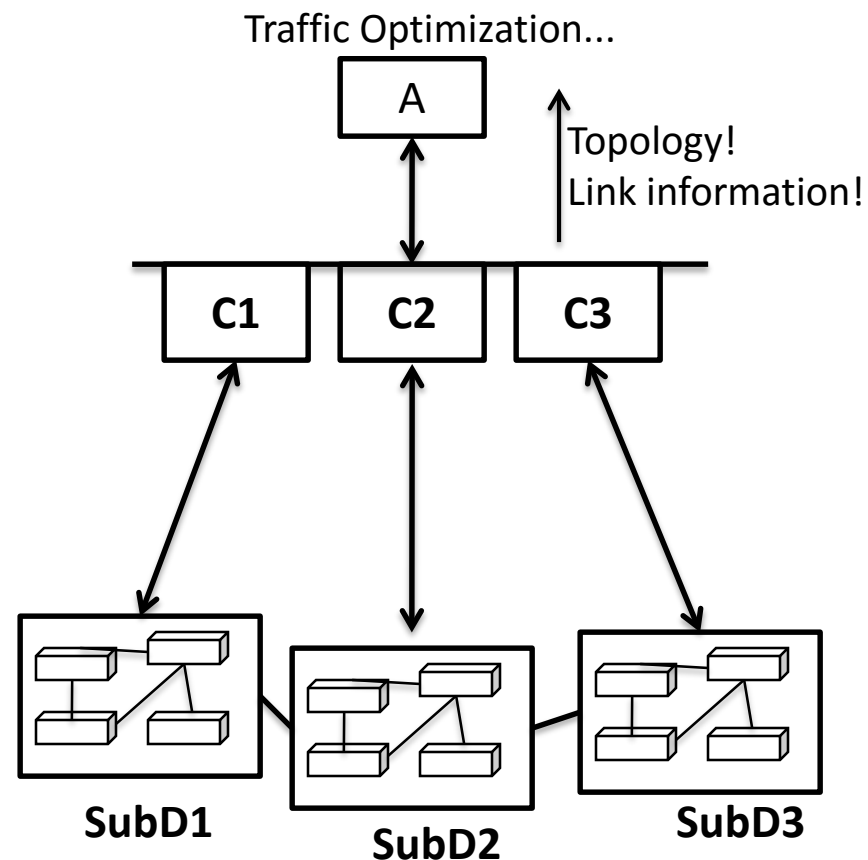 Traffic Optimization...
A
Topology!
Link information!
C1
C2
C3
SubD1
SubD2
SubD3